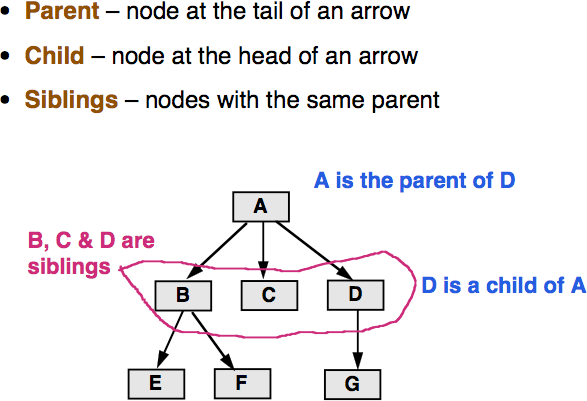 • Parent – node at the tail of an arrow
• Child – node at the head of an arrow
• Siblings – nodes with the same parent
A is the parent of D
A
B, C & D are
siblings
B
C
D
D is a child of A
E
F
G